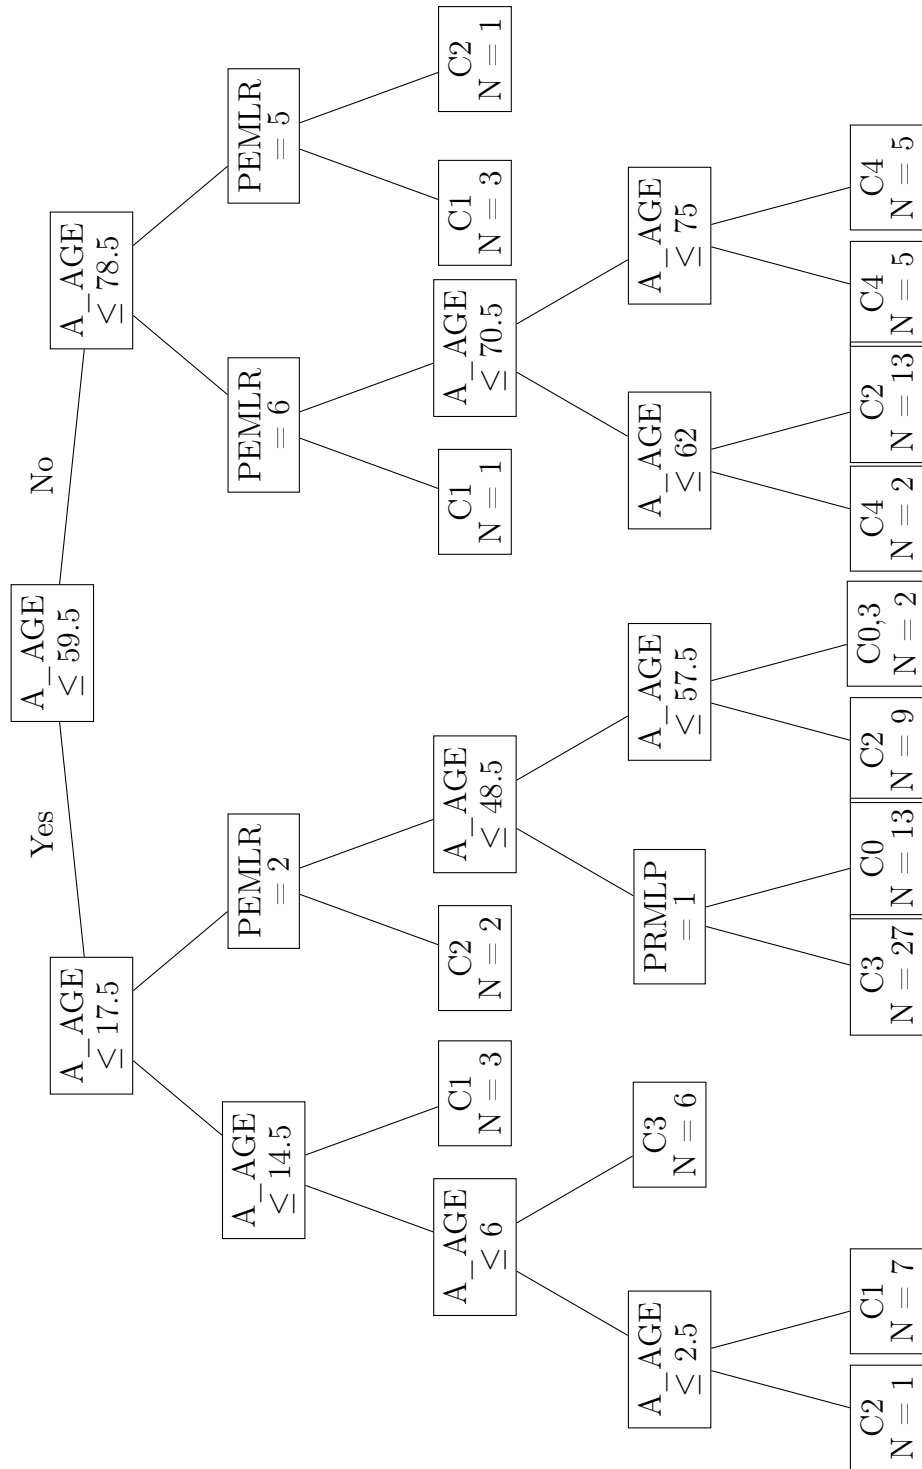 A_AGE
≤ 59.5
Yes
No
A_AGE
≤ 17.5
A_AGE
≤ 78.5
A_AGE
≤ 14.5
PEMLR
= 2
PEMLR
= 6
PEMLR
= 5
A_AGE
≤ 6
C1
N = 3
C2
N = 2
A_AGE
≤ 48.5
C1
N = 1
A_AGE
≤ 70.5
C1
N = 3
C2
N = 1
A_AGE
≤ 2.5
C3
N = 6
PRMLP
= 1
A_AGE
≤ 57.5
A_AGE
≤ 62
A_AGE
≤ 75
C2
N = 1
C1
N = 7
C3
N = 27
C0
N = 13
C2
N = 9
C0,3
N = 2
C4
N = 2
C2
N = 13
C4
N = 5
C4
N = 5